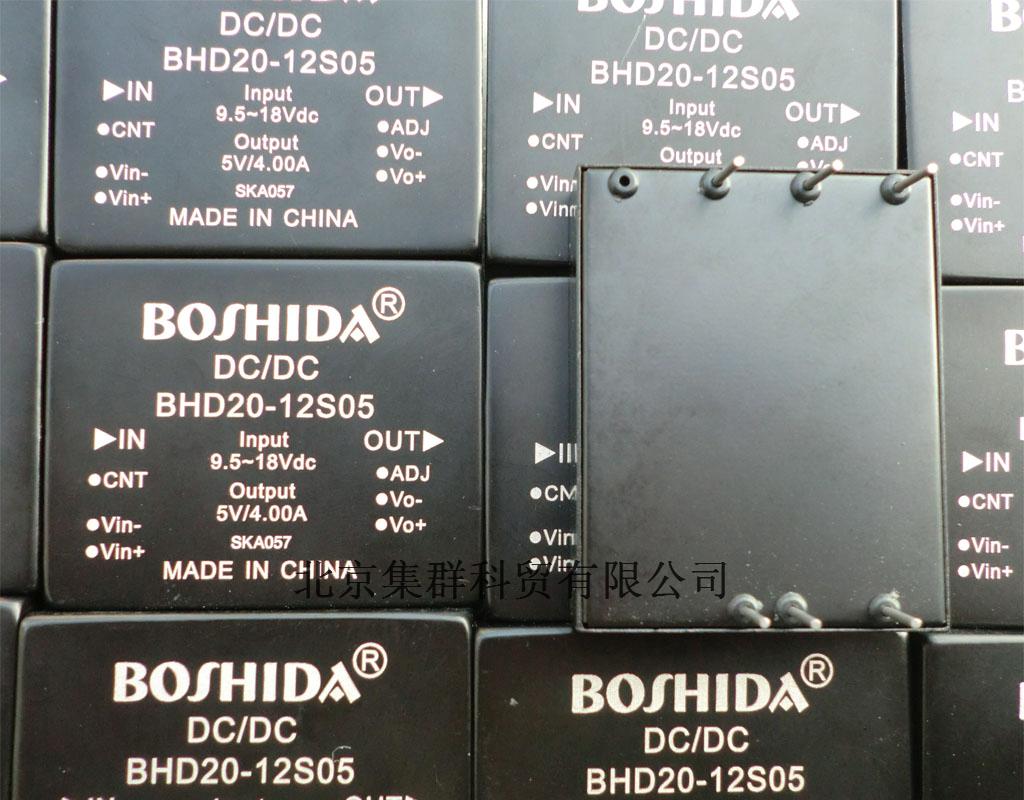 DC/DC
BHD20-12S05
IN
Input
OUT
9.5~18Vdc
CNT
ADJ
Output
Vo-
5V/4.00A
Vin-
Vo+
SKA057
Vin+
MADE IN CHINA
BOSHIDA
DC/DC
BHD20-12S05
IN
Input
OUT
9.5~18Vdc
CNT
ADJ
Output
IN
CNT
Vin-
Vin+
BOSHIDA®
DC/DC
BHD20-12S05
IN
Input
OUT
9.5~18Vdc
CNT
ADJ
Output
Vo-
5V/4.00A
Vin-
Vo+
SKA057
Vin+
MADE IN CHINA
IN
CNT
Vin-
Vin+
北京集群科贸有限公司
BOSHIDA®
DC/DC
BHD20-12S05
BOSHIDA®
DC/DC
BHD20-12S05